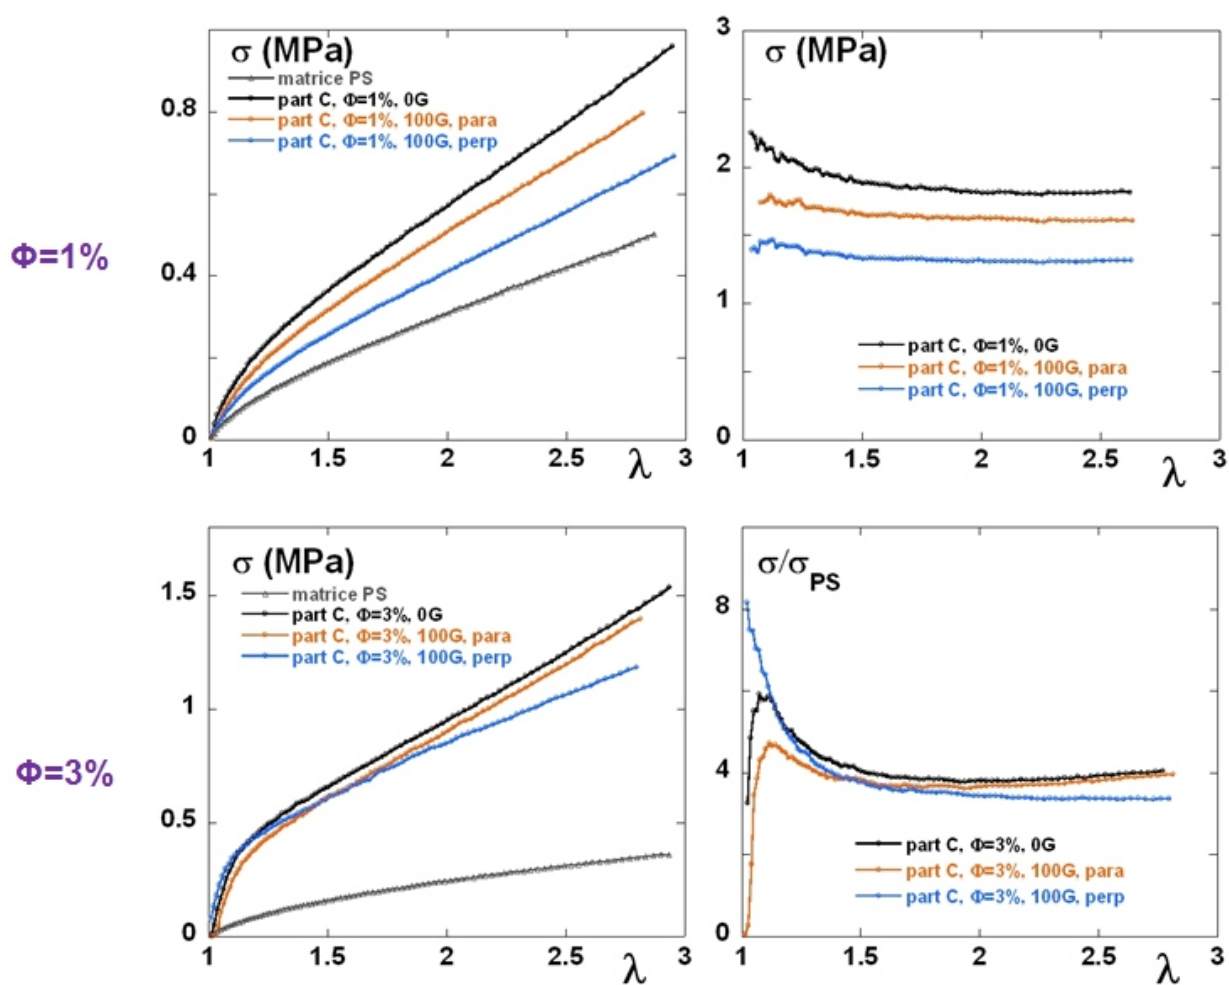 Φ=1%
σ (MPa)
matrice PS
part C, Φ=1%, 0G
part C, Φ=1%, 100G, para
part C, Φ=1%, 100G, perp
0.8
0.4
0
1 1.5 2 2.5 3
λ
σ (MPa)
3
2
1
0
part C, Φ=1%, 0G
part C, Φ=1%, 100G, para
part C, Φ=1%, 100G, perp
1 1.5 2 2.5 3
λ
Φ=3%
σ (MPa)
matrice PS
part C, Φ=3%, 0G
part C, Φ=3%, 100G, para
part C, Φ=3%, 100G, perp
1.5
1
0.5
0
1 1.5 2 2.5 3
λ
σ/σPS
8
4
0
part C, Φ=3%, 0G
part C, Φ=3%, 100G, para
part C, Φ=3%, 100G, perp
1 1.5 2 2.5 3
λ